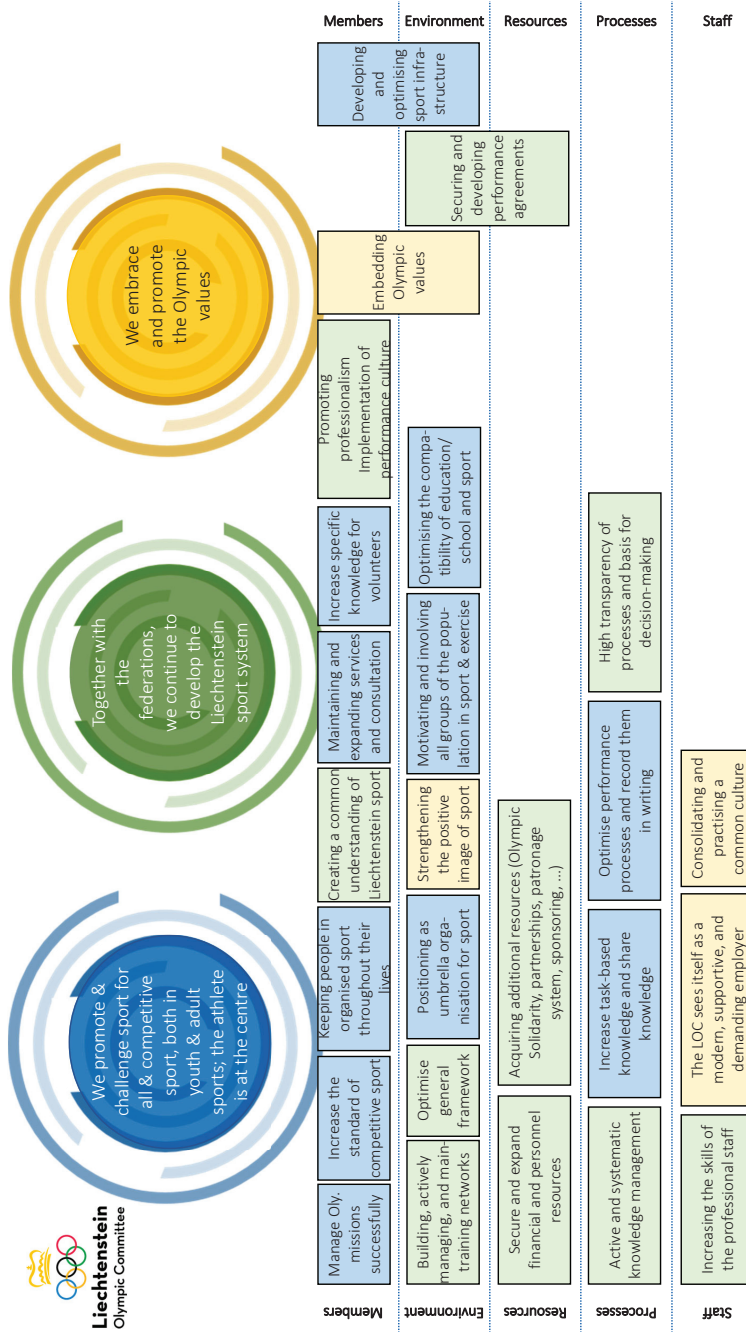 Liechtenstein
Olympic Committee
We promote &
challenge sport for
all & competitive
sport, both in
youth & adult
sports; the athlete
is at the centre
Together with
the
federations,
we continue to
develop the
Liechtenstein
sport system
We embrace
and promote
the Olympic
values
Members
Manage Oly.
missions
successfully
Increase the
standard of
competitive sport
Keeping people in
organised sport
throughout their
lives
Creating a common
understanding of
Liechtenstein sport
Maintaining and
expanding services
and consultation
Increase specific
knowledge for
volunteers
Promoting
professionalism
Implementation of
performance culture
Embedding
Olympic
values
Securing and
developing
performance
agreements
Developing
and
optimising
sport infra-
structure
Members
Environment
Building, actively
managing, and main-
training networks
Optimise
general
framework
Positioning as
umbrella orga-
nisation for sport
Strengthening
the positive
image of sport
Motivating and involving
all groups of the popu-
lation in sport & exercise
Optimising the compa-
tibility of education/
school and sport
Environment
Resources
Secure and expand
financial and personnel
resources
Acquiring additional resources (Olympic
Solidarity, partnerships, patronage
system, sponsoring, ...)
Resources
Processes
Active and systematic
knowledge management
Increase task-based
knowledge and share
knowledge
Optimise performance
processes and record them
in writing
High transparency of
processes and basis for
decision-making
Processes
Staff
Increasing the skills of
the professional staff
The LOC sees itself as a
modern, supportive, and
demanding employer
Consolidating and
practising a
common culture
Staff